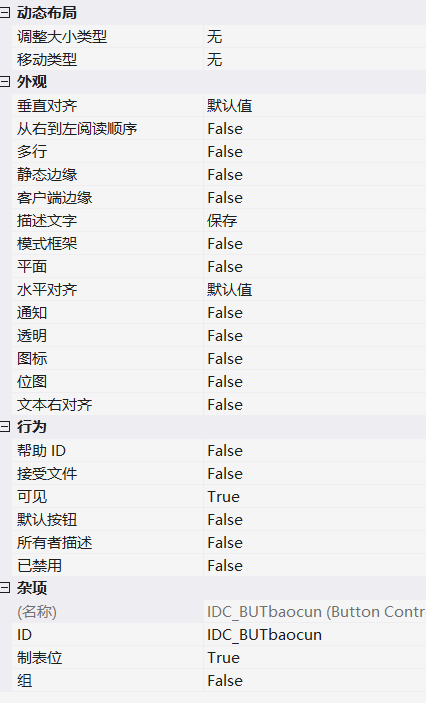 动态布局
调整大小类型 无
移动类型 无
外观
垂直对齐 默认值
从右到左阅读顺序 False
多行 False
静态边缘 False
客户端边缘 False
描述文字 保存
模式框架 False
平面 False
水平对齐 默认值
通知 False
透明 False
图标 False
位图 False
文本右对齐 False
行为
帮助 ID False
接受文件 False
可见 True
默认按钮 False
所有者描述 False
已禁用 False
杂项
(名称) IDC_BUTbaocun (Button Contr
ID IDC_BUTbaocun
制表位 True
组 False